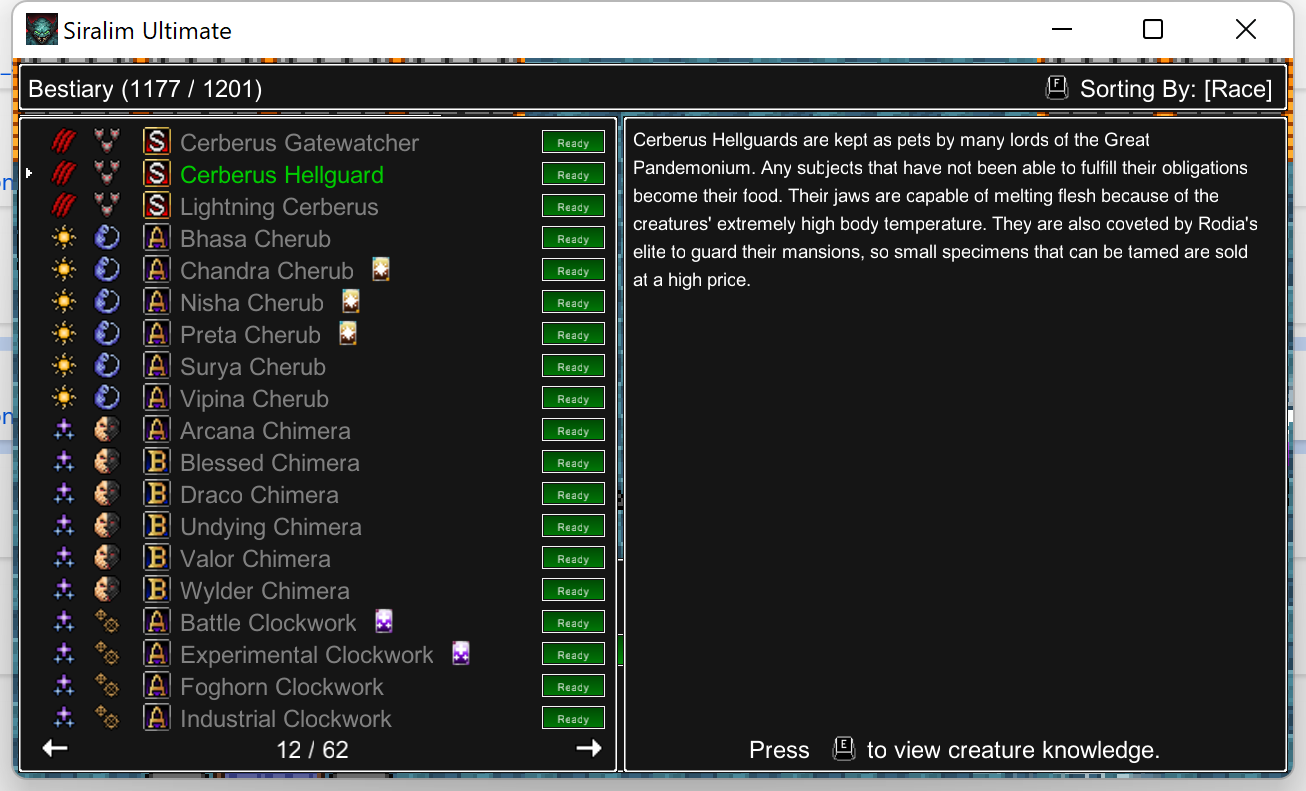 Siralim Ultimate
Bestiary (1177 / 1201)
F Sorting By: [Race]
S Cerberus Gatewatcher Ready
S Cerberus Hellguard Ready
S Lightning Cerberus Ready
A Bhasa Cherub Ready
A Chandra Cherub Ready
A Nisha Cherub Ready
A Preta Cherub Ready
A Surya Cherub Ready
A Vipina Cherub Ready
A Arcana Chimera Ready
B Blessed Chimera Ready
B Draco Chimera Ready
B Undying Chimera Ready
B Valor Chimera Ready
B Wylder Chimera Ready
A Battle Clockwork Ready
A Experimental Clockwork Ready
A Foghorn Clockwork Ready
A Industrial Clockwork Ready
12 / 62
Cerberus Hellguards are kept as pets by many lords of the Great
Pandemonium. Any subjects that have not been able to fulfill their obligations
become their food. Their jaws are capable of melting flesh because of the
creatures' extremely high body temperature. They are also coveted by Rodia's
elite to guard their mansions, so small specimens that can be tamed are sold
at a high price.
Press E to view creature knowledge.
on
on